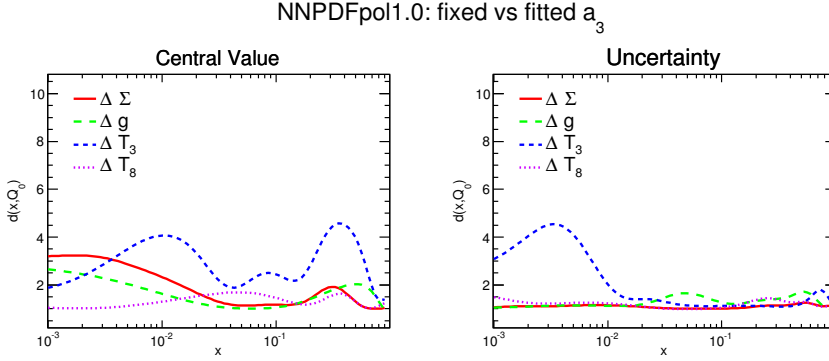 NNPDFpol1.0: fixed vs fitted a3
Central Value
d(x,Q0)
10
8
6
4
2
Δ Σ
Δ g
Δ T3
Δ T8
10-3
10-2
10-1
x
Uncertainty
d(x,Q0)
10
8
6
4
2
Δ Σ
Δ g
Δ T3
Δ T8
10-3
10-2
10-1
x